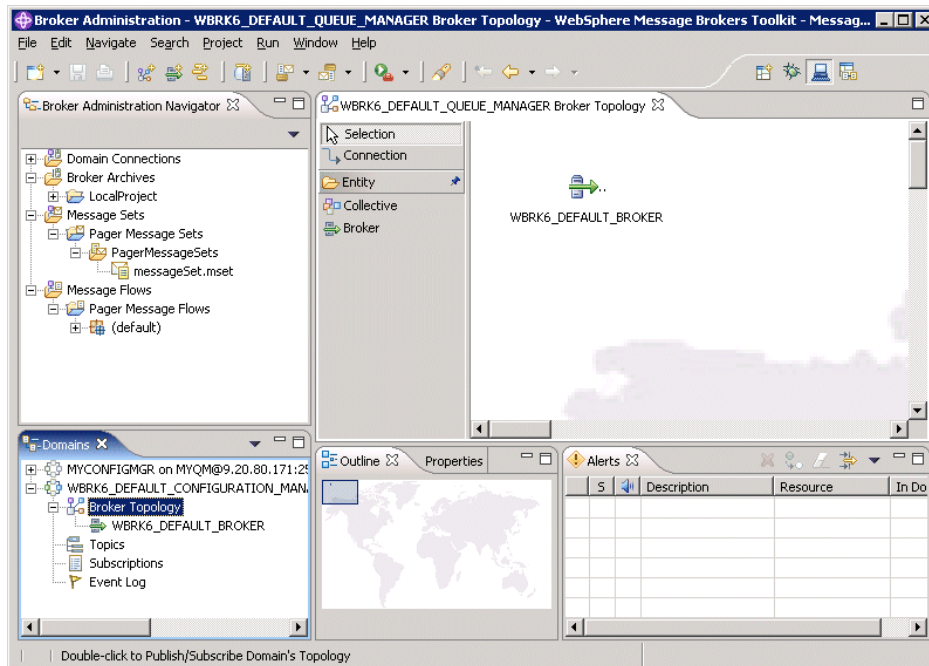 Broker Administration - WBRK6_DEFAULT_QUEUE_MANAGER Broker Topology - WebSphere Message Brokers Toolkit - Messag...
File Edit Navigate Search Project Run Window Help
Broker Administration Navigator
Domain Connections
Broker Archives
LocalProject
Message Sets
Pager Message Sets
PagerMessageSets
messageSet.mset
Message Flows
Pager Message Flows
(default)
WBRK6_DEFAULT_QUEUE_MANAGER Broker Topology
Selection
Connection
Entity
Collective
Broker
WBRK6_DEFAULT_BROKER
Domains
MYCONFIGMGR on MYQM@9.20.80.171:25
WBRK6_DEFAULT_CONFIGURATION_MAN
Broker Topology
WBRK6_DEFAULT_BROKER
Topics
Subscriptions
Event Log
Outline Properties
Alerts
S Description Resource In Do
Double-click to Publish/Subscribe Domain's Topology